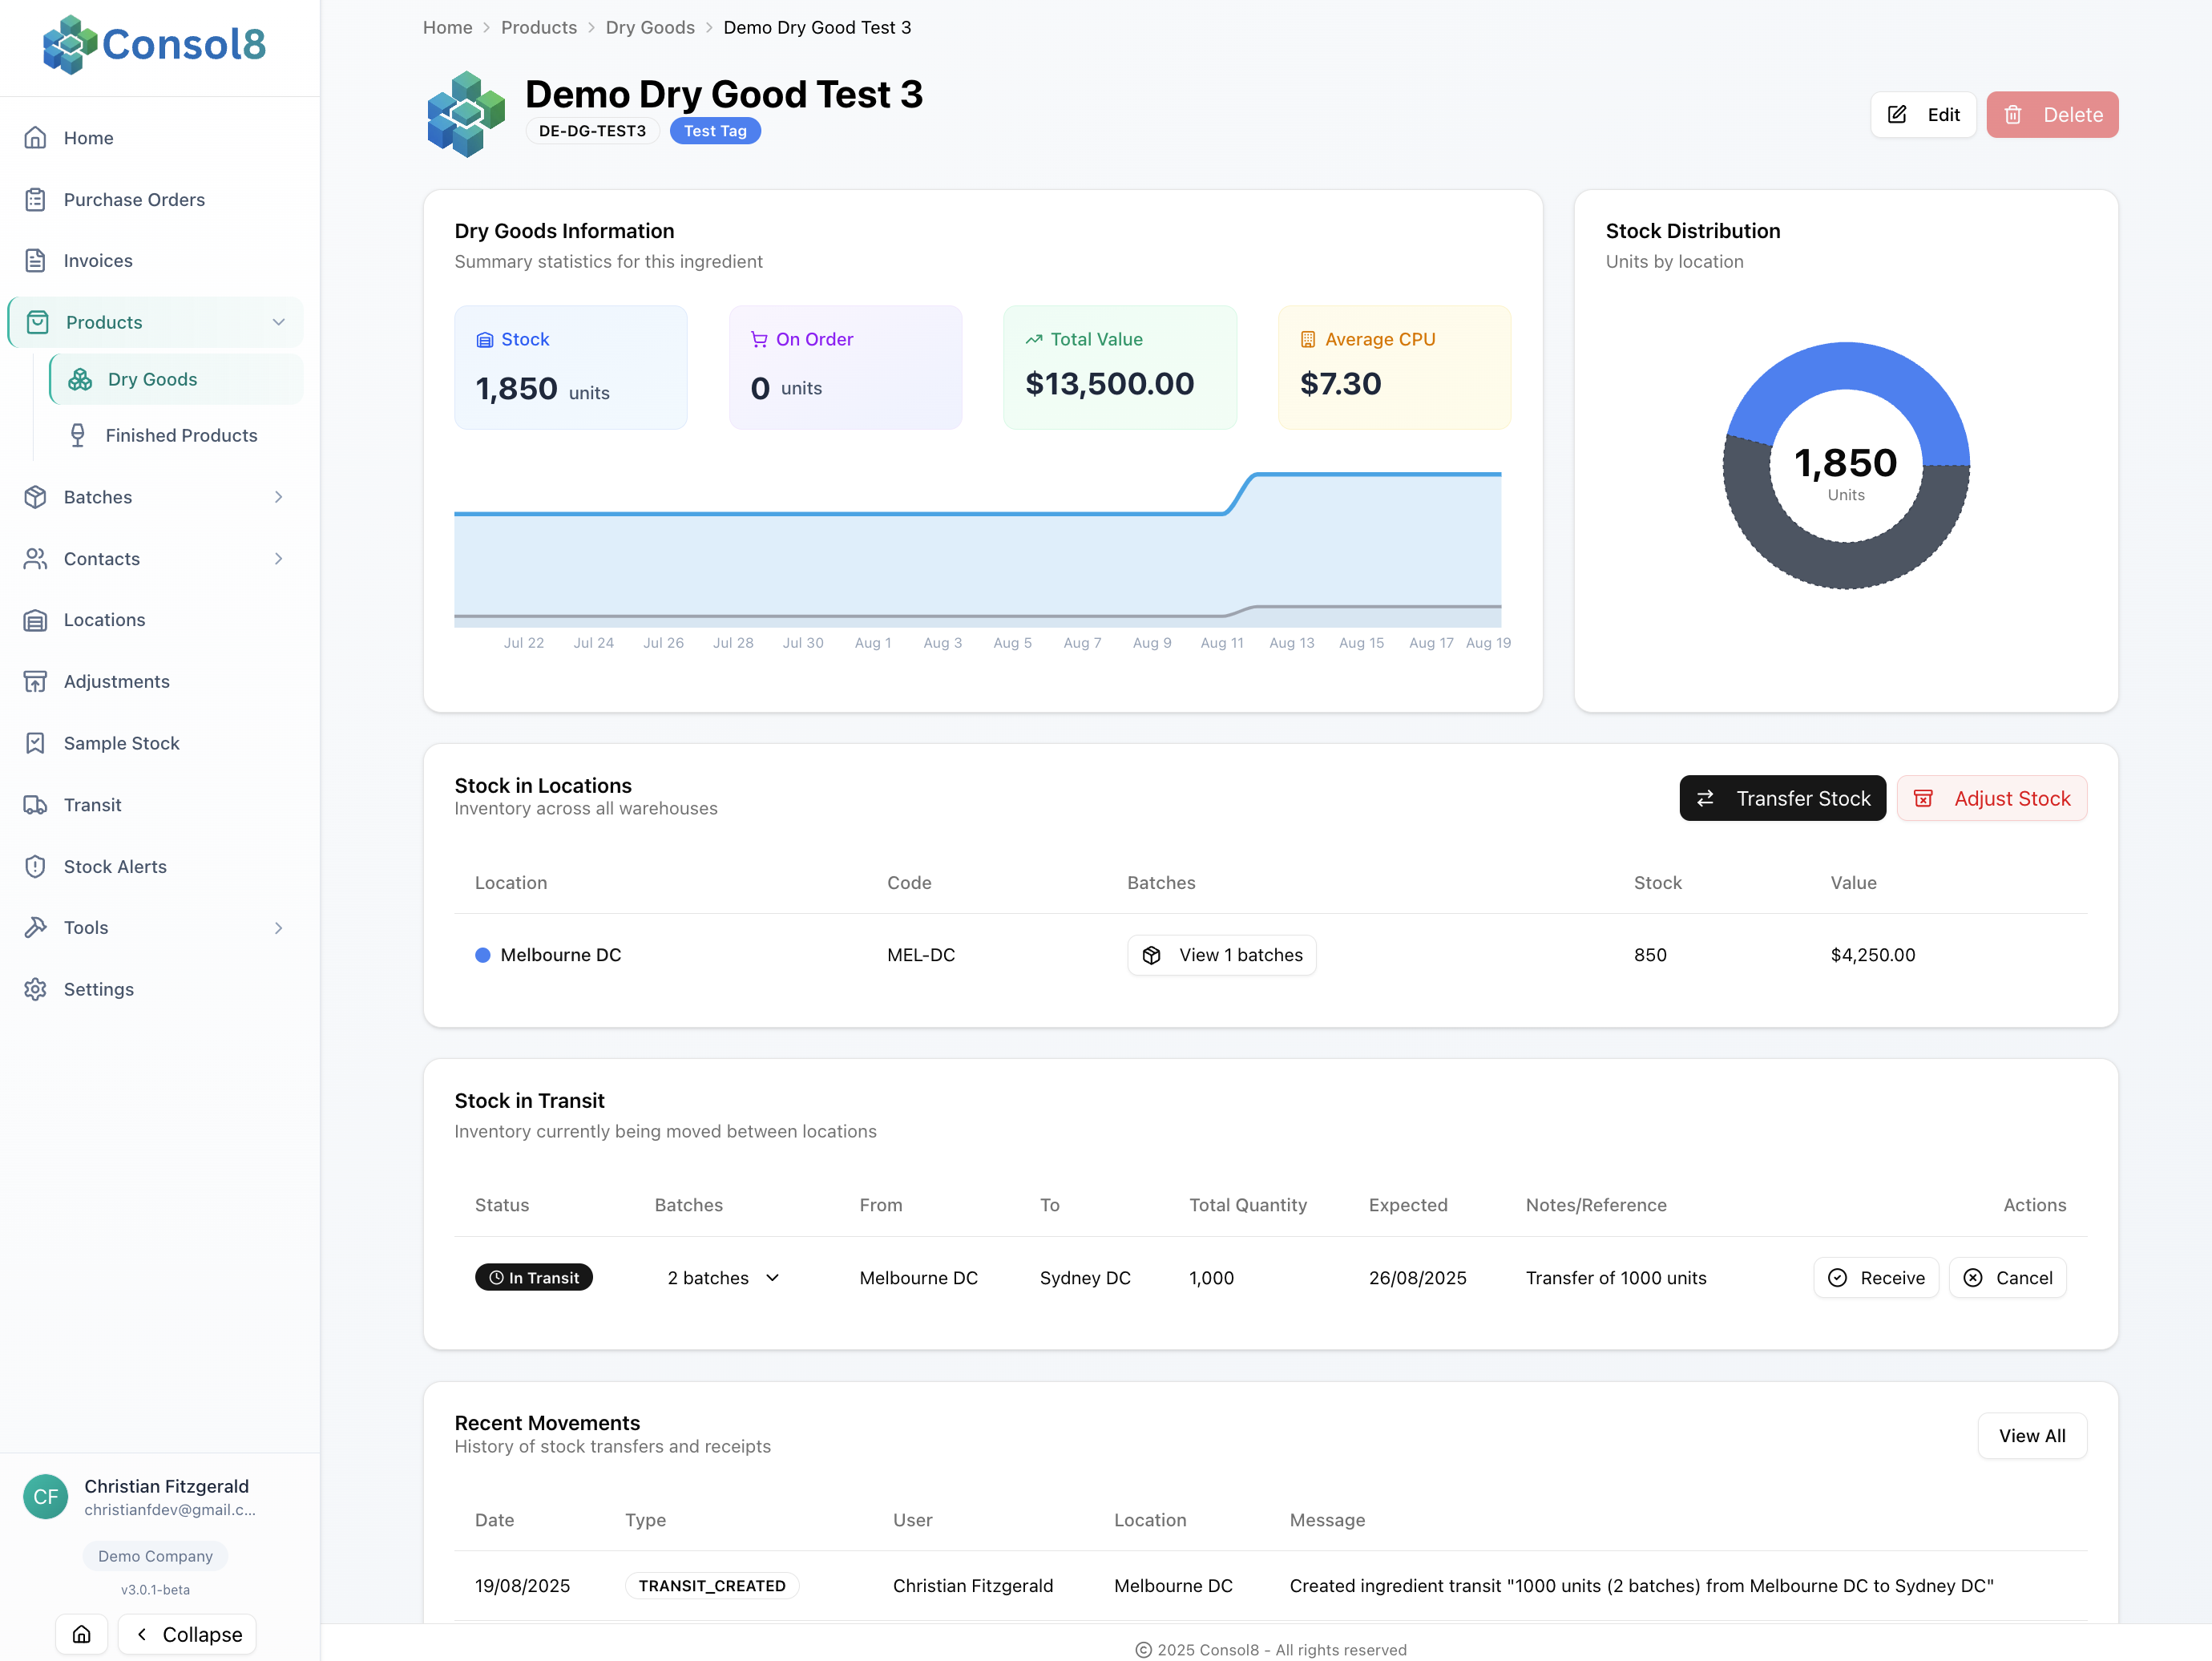 Consol8
Home
Purchase Orders
Invoices
Products
Dry Goods
Finished Products
Batches
Contacts
Locations
Adjustments
Sample Stock
Transit
Stock Alerts
Tools
Settings
CF
Christian Fitzgerald
christianfdev@gmail.c...
Demo Company
v3.0.1-beta
Collapse
Home > Products > Dry Goods > Demo Dry Good Test 3
Demo Dry Good Test 3
DE-DG-TEST3 Test Tag
Edit Delete
Dry Goods Information
Summary statistics for this ingredient
Stock
1,850 units
On Order
0 units
Total Value
$13,500.00
Average CPU
$7.30
Jul 22 Jul 24 Jul 26 Jul 28 Jul 30 Aug 1 Aug 3 Aug 5 Aug 7 Aug 9 Aug 11 Aug 13 Aug 15 Aug 17 Aug 19
Stock Distribution
Units by location
1,850
Units
Stock in Locations
Inventory across all warehouses
Transfer Stock Adjust Stock
Location Code Batches Stock Value
Melbourne DC MEL-DC View 1 batches 850 $4,250.00
Stock in Transit
Inventory currently being moved between locations
Status Batches From To Total Quantity Expected Notes/Reference Actions
In Transit 2 batches Melbourne DC Sydney DC 1,000 26/08/2025 Transfer of 1000 units Receive Cancel
Recent Movements
History of stock transfers and receipts
View All
Date Type User Location Message
19/08/2025 TRANSIT_CREATED Christian Fitzgerald Melbourne DC Created ingredient transit "1000 units (2 batches) from Melbourne DC to Sydney DC"
© 2025 Consol8 - All rights reserved